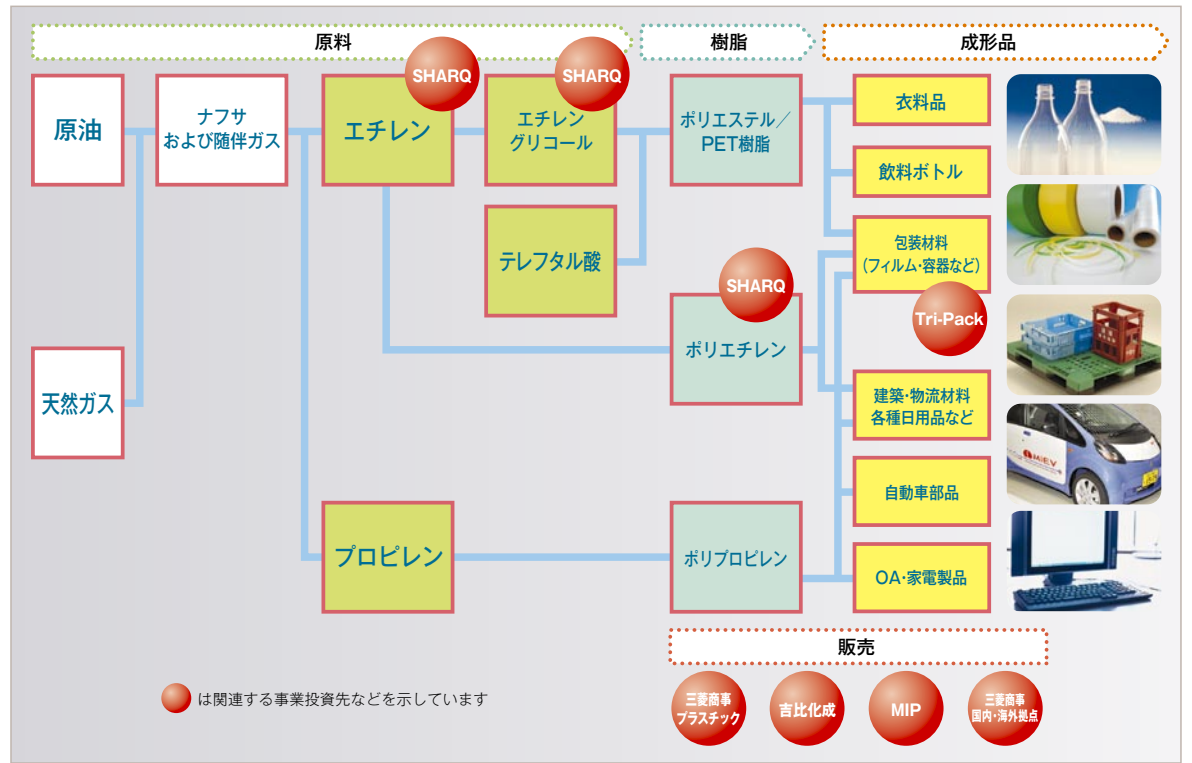 原料
樹脂
成形品
原油
ナフサ
および随伴ガス
エチレン
SHARQ
エチレン
グリコール
SHARQ
ポリエステル／
PET樹脂
衣料品
飲料ボトル
テレフタル酸
包装材料
(フィルム・容器など)
Tri-Pack
SHARQ
ポリエチレン
天然ガス
建築・物流材料
各種日用品など
MiEV
自動車部品
プロピレン
ポリプロピレン
OA・家電製品
販売
は関連する事業投資先などを示しています
三菱商事
プラスチック
吉比化成
MIP
三菱商事
国内・海外拠点